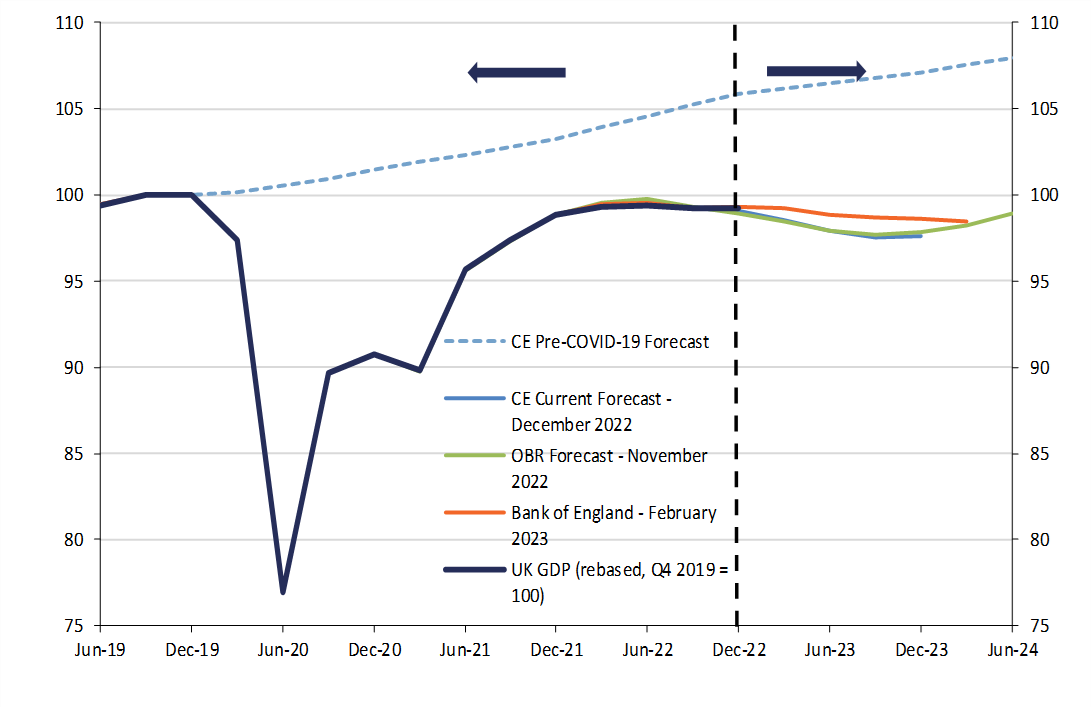 110
105
100
95
90
85
80
75
110
105
100
95
90
85
80
75
CE Pre-COVID-19 Forecast
CE Current Forecast -
December 2022
OBR Forecast - November
2022
Bank of England - February
2023
UK GDP (rebased, Q4 2019 =
100)
Jun-19 Dec-19 Jun-20 Dec-20 Jun-21 Dec-21 Jun-22 Dec-22 Jun-23 Dec-23 Jun-24